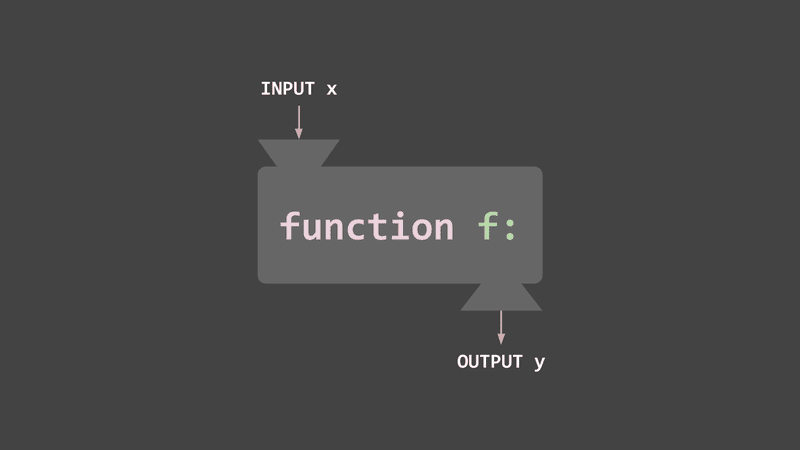 INPUT x
function f:
OUTPUT y